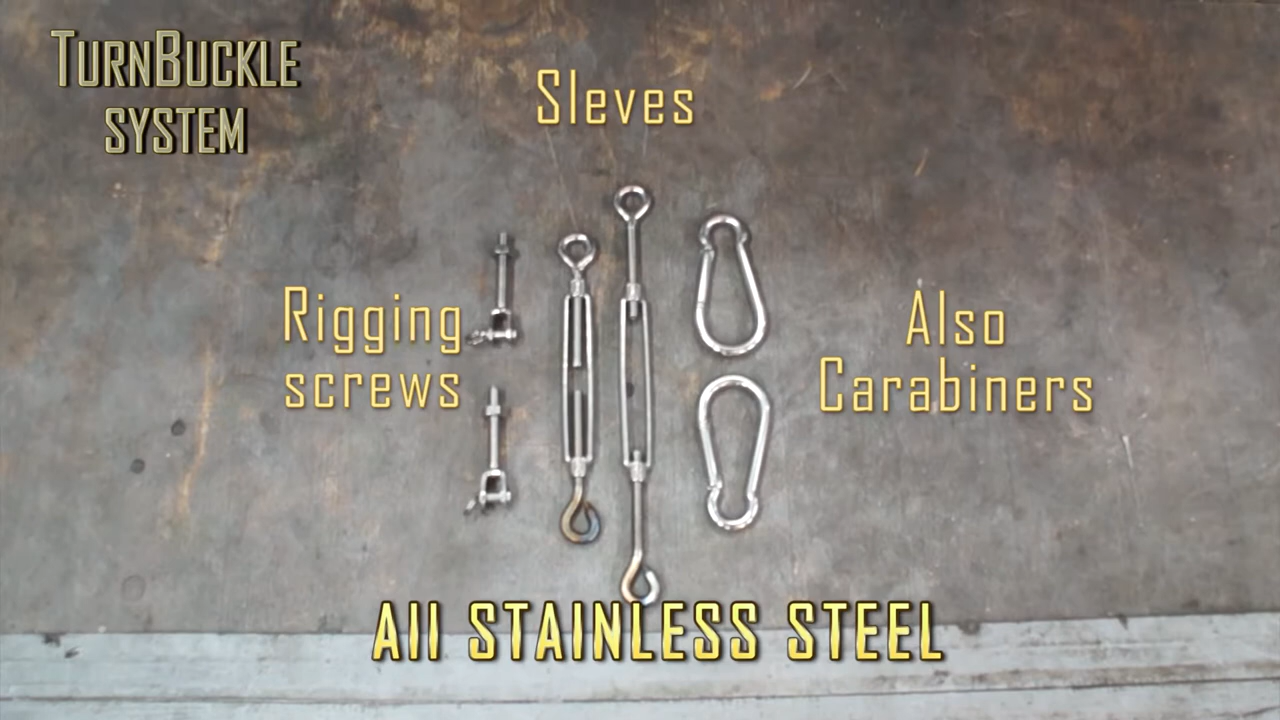 TURNBUCKLE
SYSTEM
Sleves
Rigging
screws
Also
Carabiners
All STAINLESS STEEL